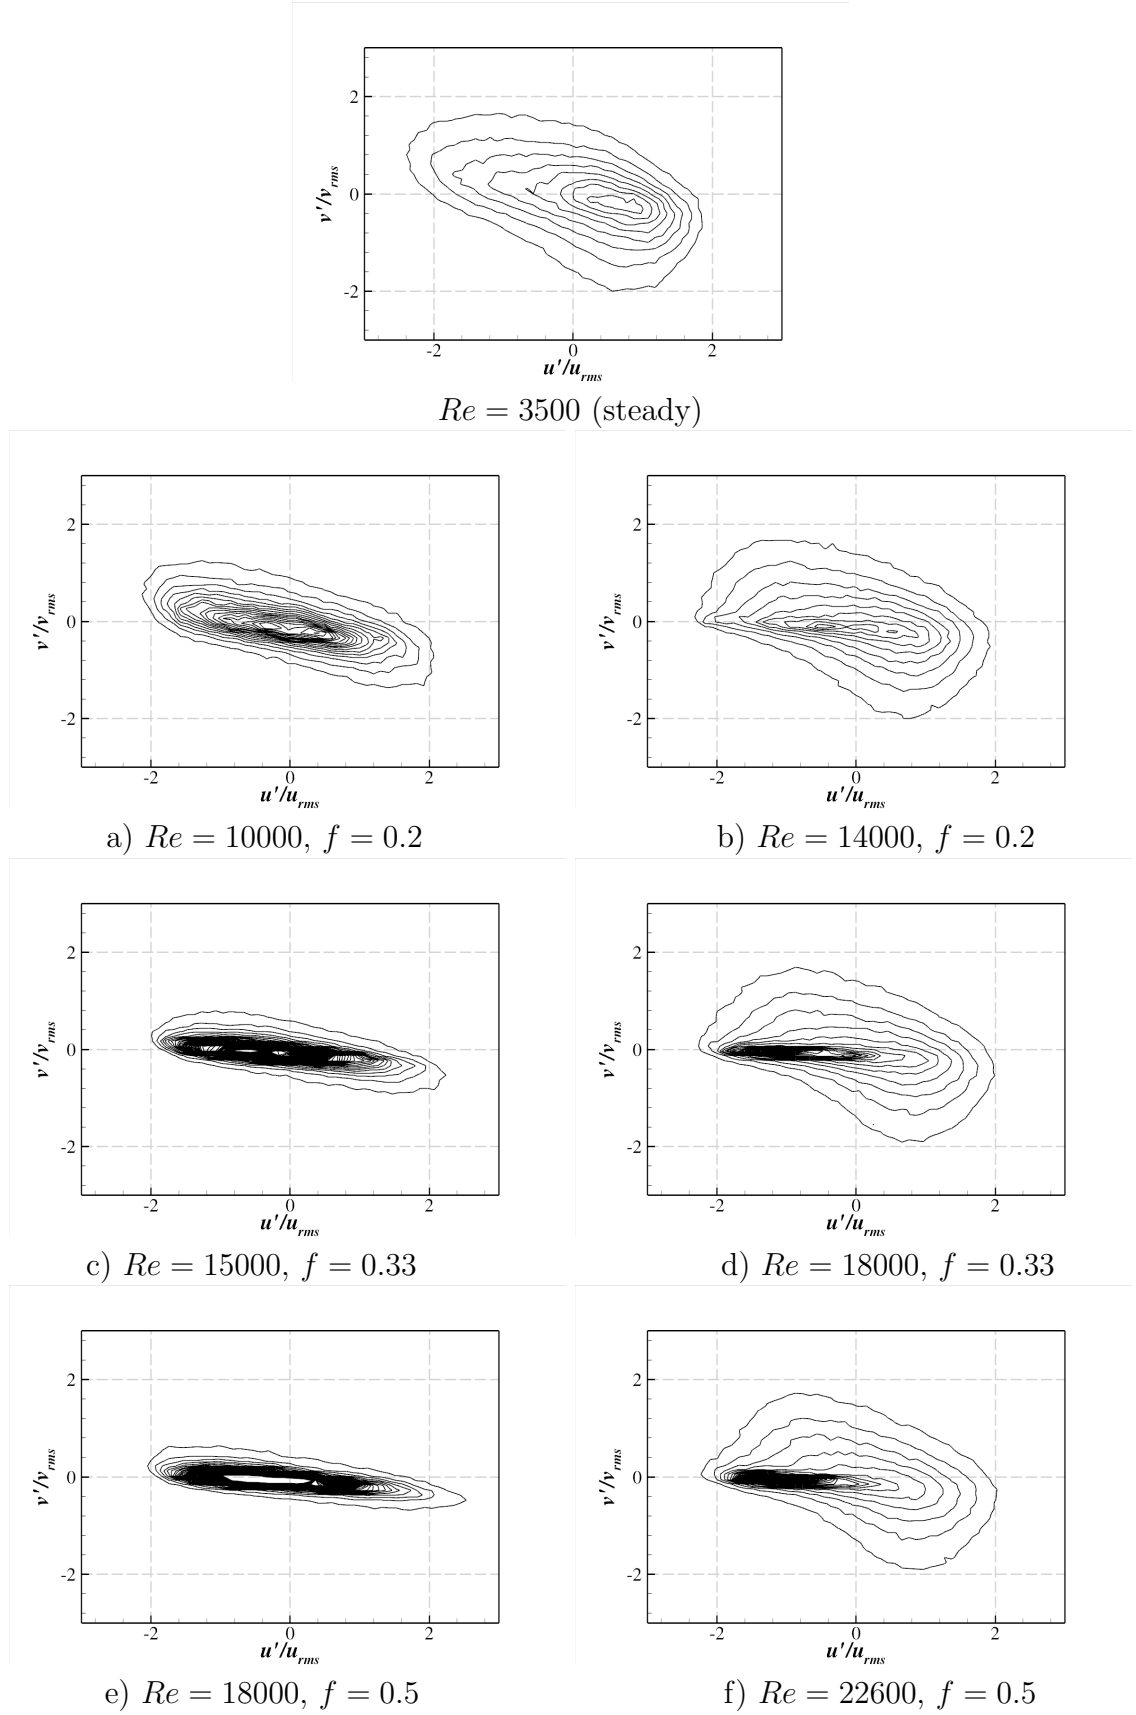 2
0
-2
v'/v_rms
-2 0 2
u'/u_rms
Re = 3500 (steady)
2 2
0 0
-2 -2
v'/v_rms v'/v_rms
-2 0 2 -2 0 2
u'/u_rms u'/u_rms
a) Re = 10000, f = 0.2 b) Re = 14000, f = 0.2
2 2
0 0
-2 -2
v'/v_rms v'/v_rms
-2 0 2 -2 0 2
u'/u_rms u'/u_rms
c) Re = 15000, f = 0.33 d) Re = 18000, f = 0.33
2 2
0 0
-2 -2
v'/v_rms v'/v_rms
-2 0 2 -2 0 2
u'/u_rms u'/u_rms
e) Re = 18000, f = 0.5 f) Re = 22600, f = 0.5